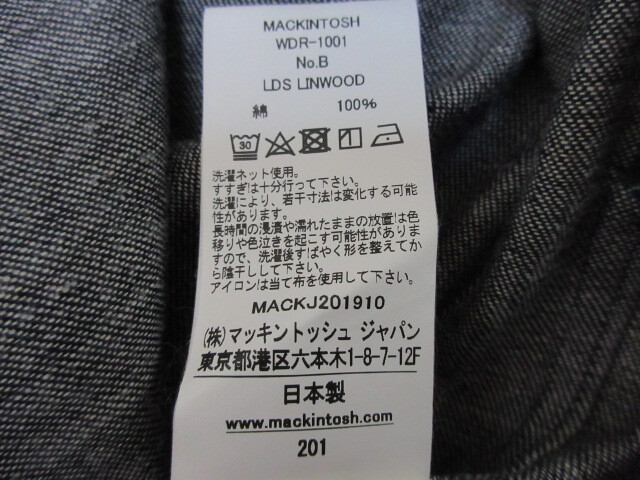 MACKINTOSH
WDR-1001
No.B
LDS LINWOOD
綿 100%
30
洗濯ネット使用。
すすぎは十分行って下さい。
洗濯により、若干寸法は変化する可能
性があります。
長時間の浸漬や濡れたままの放置は色
移りや色泣きを起こす可能性がありま
すので、洗濯後すばやく形を整えてか
ら陰干しして下さい。
アイロンは当て布を使用して下さい。
MACKJ201910
(株)マッキントッシュ ジャパン
東京都港区六本木1-8-7-12F
日本製
www.mackintosh.com
201